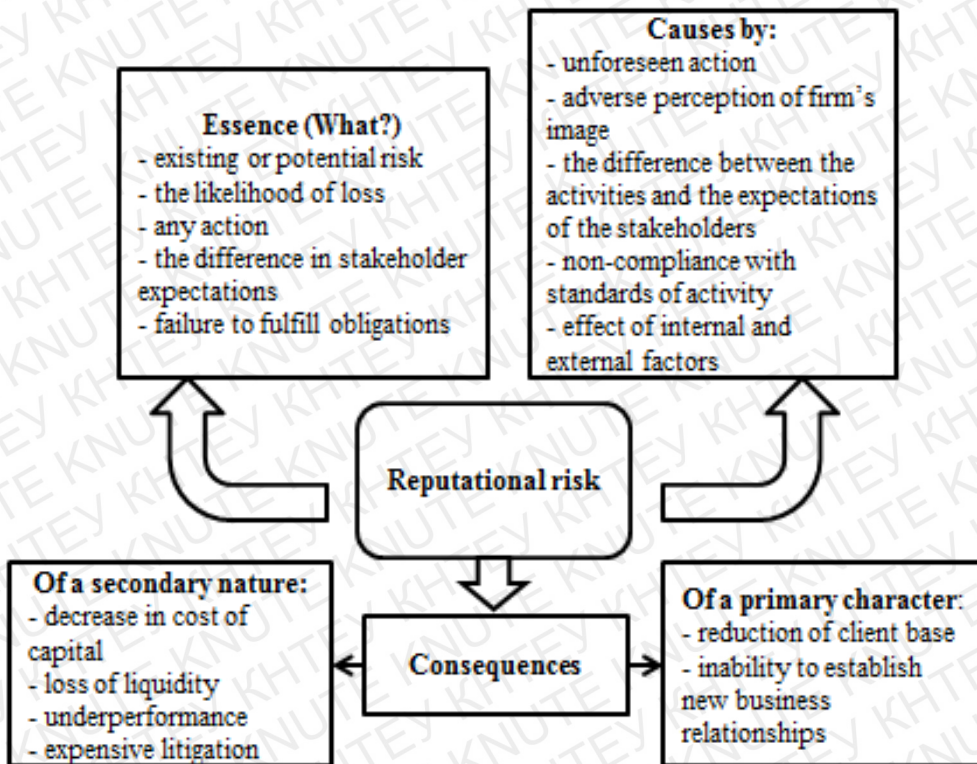 Essence (What?)
- existing or potential risk
- the likelihood of loss
- any action
- the difference in stakeholder
expectations
- failure to fulfill obligations
Causes by:
- unforeseen action
- adverse perception of firm's
image
- the difference between the
activities and the expectations
of the stakeholders
- non-compliance with
standards of activity
- effect of internal and
external factors
Reputational risk
Of a secondary nature:
- decrease in cost of
capital
- loss of liquidity
- underperformance
- expensive litigation
Consequences
Of a primary character:
- reduction of client base
- inability to establish
new business
relationships
KNUTE КНТЕУ